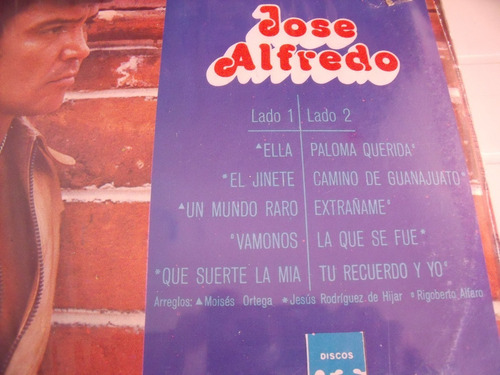 Jose
Alfredo
Lado 1 Lado 2
▲ELLA PALOMA QUERIDA▫
*EL JINETE CAMINO DE GUANAJUATO*
▲UN MUNDO RARO EXTRAÑAME▫
▫VAMONOS LA QUE SE FUE*
*QUE SUERTE LA MIA TU RECUERDO Y YO▫
Arreglos: ▲ Moisés Ortega * Jesús Rodríguez de Híjar ▫ Rigoberto Alfaro
DISCOS